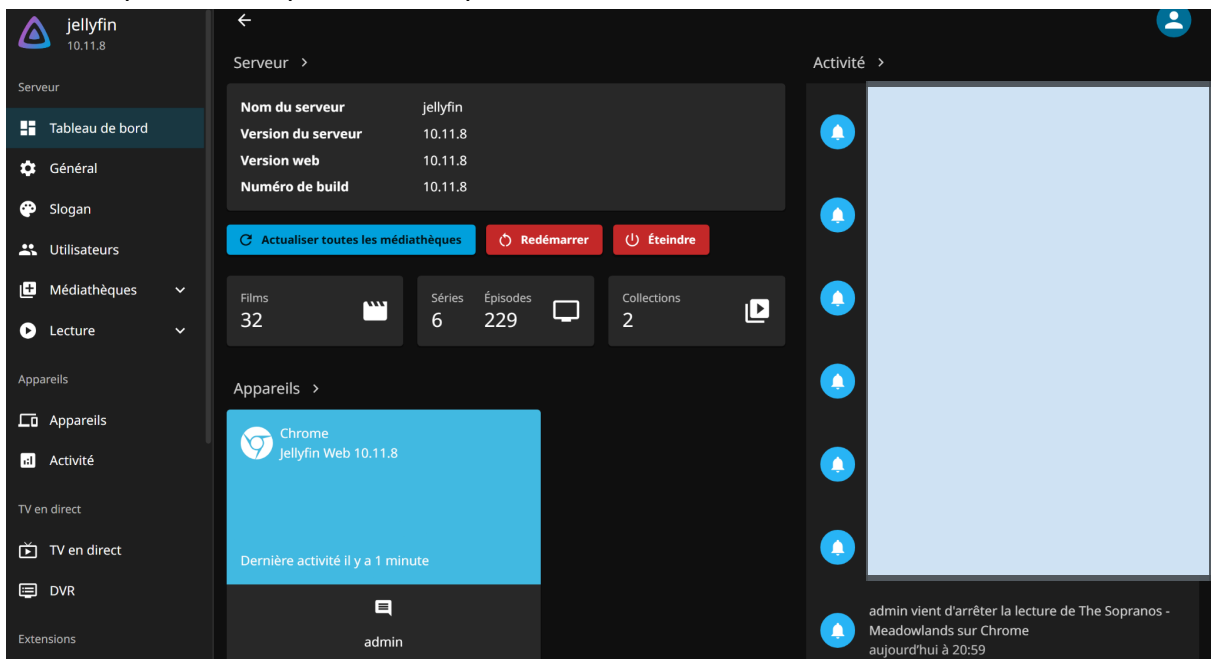 jellyfin
10.11.8
Serveur
Tableau de bord
Général
Slogan
Utilisateurs
Médiathèques
Lecture
Appareils
Appareils
Activité
TV en direct
TV en direct
DVR
Extensions
Serveur
Nom du serveur jellyfin
Version du serveur 10.11.8
Version web 10.11.8
Numéro de build 10.11.8
Actualiser toutes les médiathèques Redémarrer Éteindre
Films Séries Épisodes Collections
32 6 229 2
Appareils
Chrome
Jellyfin Web 10.11.8
Dernière activité il y a 1 minute
admin
Activité
admin vient d'arrêter la lecture de The Sopranos -
Meadowlands sur Chrome
aujourd'hui à 20:59